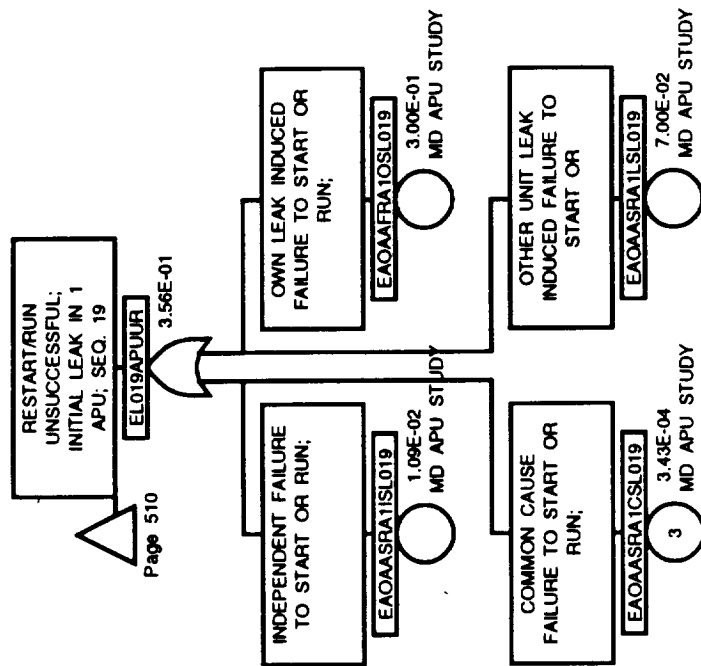 RESTART/RUN
UNSUCCESSFUL;
INITIAL LEAK IN 1
APU; SEQ. 19
EL019APUUR
3.56E-01
Page 510
INDEPENDENT FAILURE
TO START OR RUN;
EAOAASRA1ISL019
1.09E-02
MD APU STUDY
OWN LEAK INDUCED
FAILURE TO START OR
RUN;
EAOAAFRA1OSL019
3.00E-01
MD APU STUDY
COMMON CAUSE
FAILURE TO START OR
RUN;
EAOAASRA1CSL019
3
3.43E-04
MD APU STUDY
OTHER UNIT LEAK
INDUCED FAILURE TO
START OR
EAOAASRA1LSL019
7.00E-02
MD APU STUDY